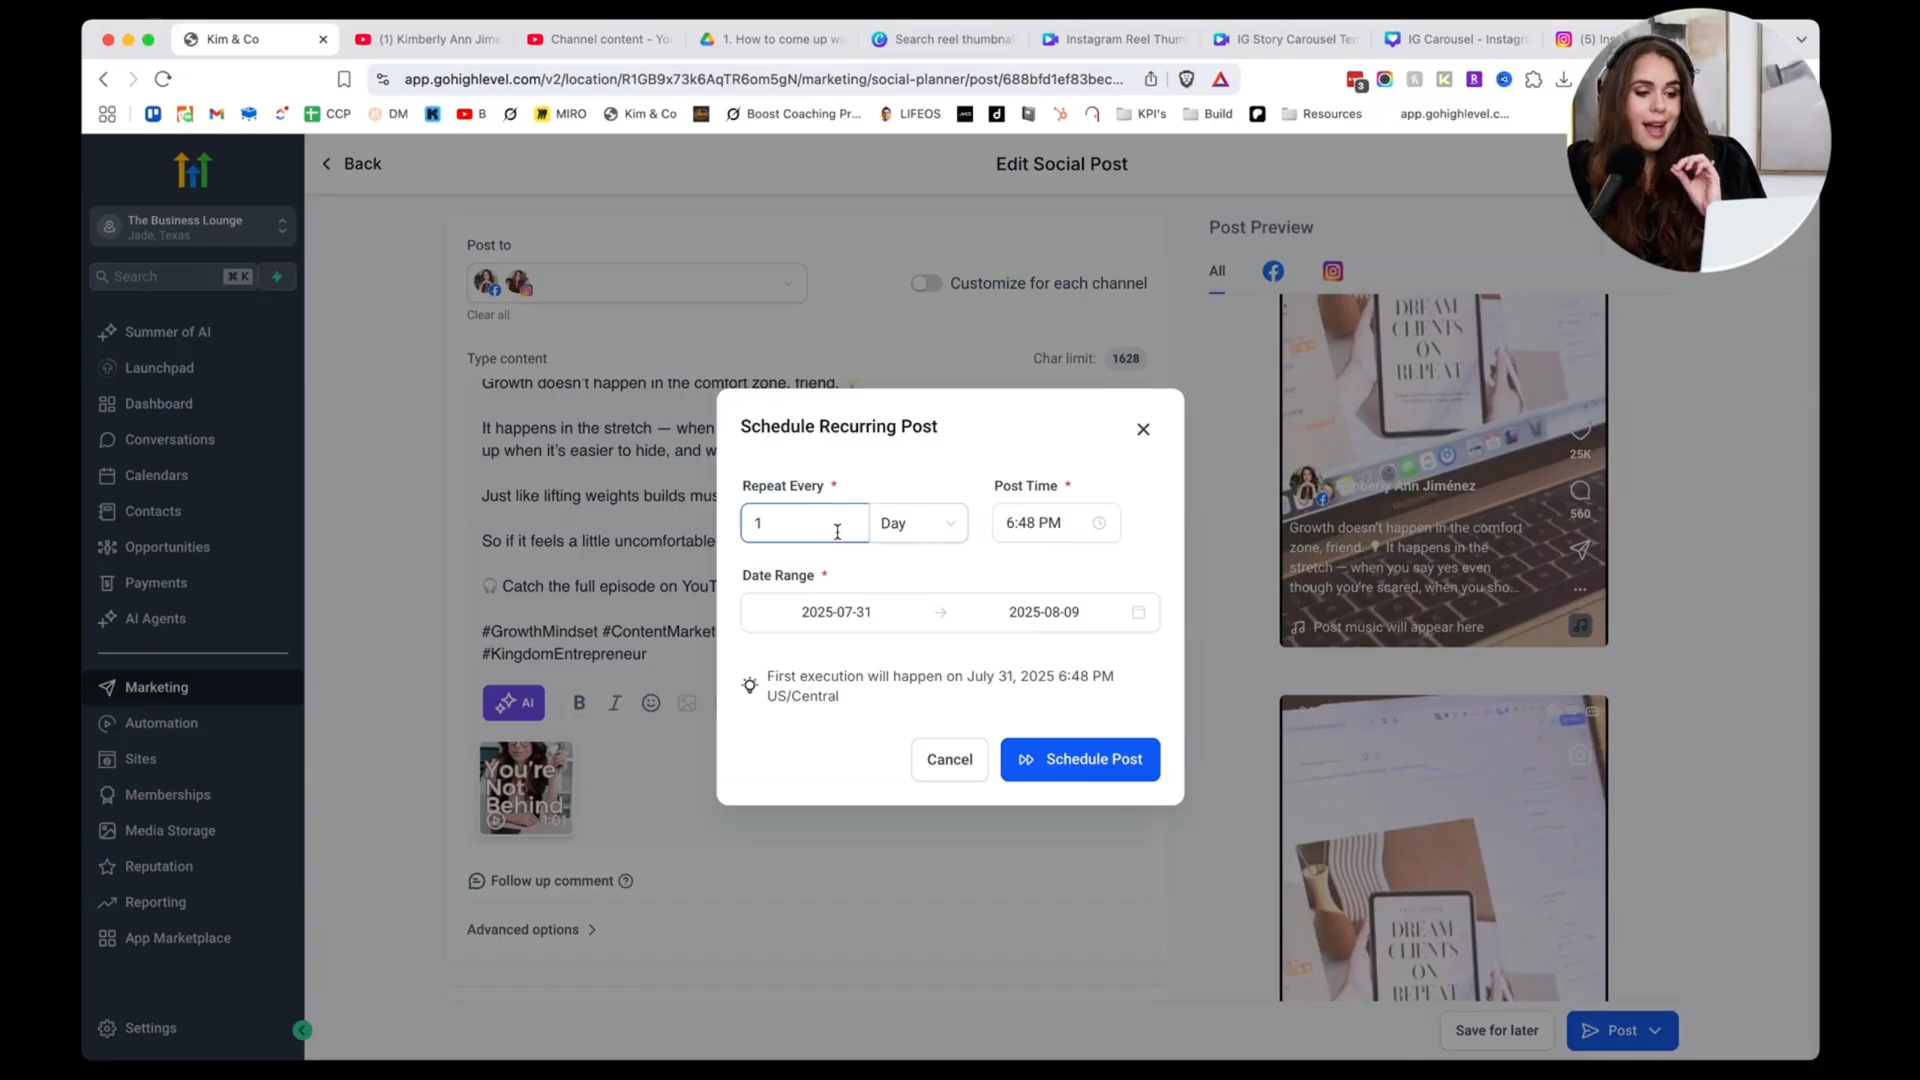 Kim & Co
(1) Kimberly Ann Jime
Channel content - Yo
1. How to come up wi
Search reel thumbna
Instagram Reel Thum
IG Story Carousel Te
IG Carousel - Instagr
(5) Ins
app.gohighlevel.com/v2/location/R1GB9x73k6AqTR6om5gN/marketing/social-planner/post/688bfd1ef83bec...
3
CCP
DM
B
MIRO
Kim & Co
Boost Coaching Pr...
LIFEOS
KPI's
Build
Resources
app.gohighlevel.c...
The Business Lounge
Jade, Texas
Search
⌘ K
Summer of AI
Launchpad
Dashboard
Conversations
Calendars
Contacts
Opportunities
Payments
AI Agents
Marketing
Automation
Sites
Memberships
Media Storage
Reputation
Reporting
App Marketplace
Settings
Back
Edit Social Post
Post to
Customize for each channel
Clear all
Type content
Char limit: 1628
Growth doesn't happen in the comfort zone, friend.
It happens in the stretch — when
up when it's easier to hide, and w
Just like lifting weights builds mus
So if it feels a little uncomfortable
🎧 Catch the full episode on YouT
#GrowthMindset #ContentMarket
#KingdomEntrepreneur
AI
B
I
You're
Not
Behind
1:01
Follow up comment
Advanced options
Schedule Recurring Post
Repeat Every *
Post Time *
1
Day
6:48 PM
Date Range *
2025-07-31
2025-08-09
First execution will happen on July 31, 2025 6:48 PM
US/Central
Cancel
Schedule Post
Post Preview
All
DREAM
CLIENTS
ON
REPEAT
25K
560
Kimberly Ann Jiménez
Growth doesn't happen in the comfort
zone, friend. 💡 It happens in the
stretch — when you say yes even
though you're scared, when you sho...
Post music will appear here
DREAM
CLIENTS
ON
REPEAT
Save for later
Post